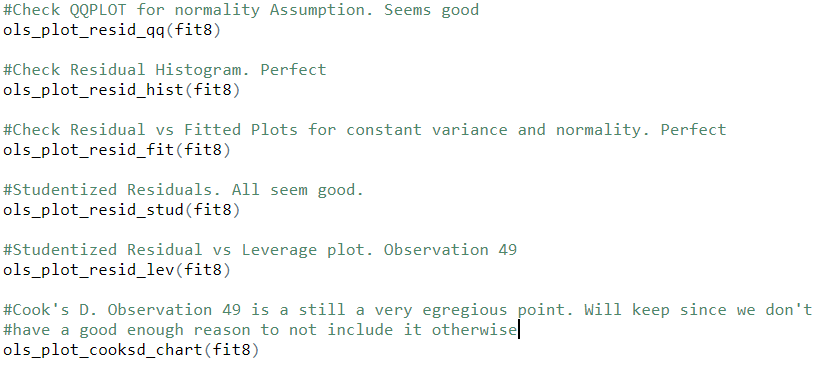 #Check QQPLOT for normality Assumption. Seems good
ols_plot_resid_qq(fit8)
#Check Residual Histogram. Perfect
ols_plot_resid_hist(fit8)
#Check Residual vs Fitted Plots for constant variance and normality. Perfect
ols_plot_resid_fit(fit8)
#Studentized Residuals. All seem good.
ols_plot_resid_stud(fit8)
#Studentized Residual vs Leverage plot. Observation 49
ols_plot_resid_lev(fit8)
#Cook's D. Observation 49 is a still a very egregious point. Will keep since we don't
#have a good enough reason to not include it otherwise
ols_plot_cooksd_chart(fit8)